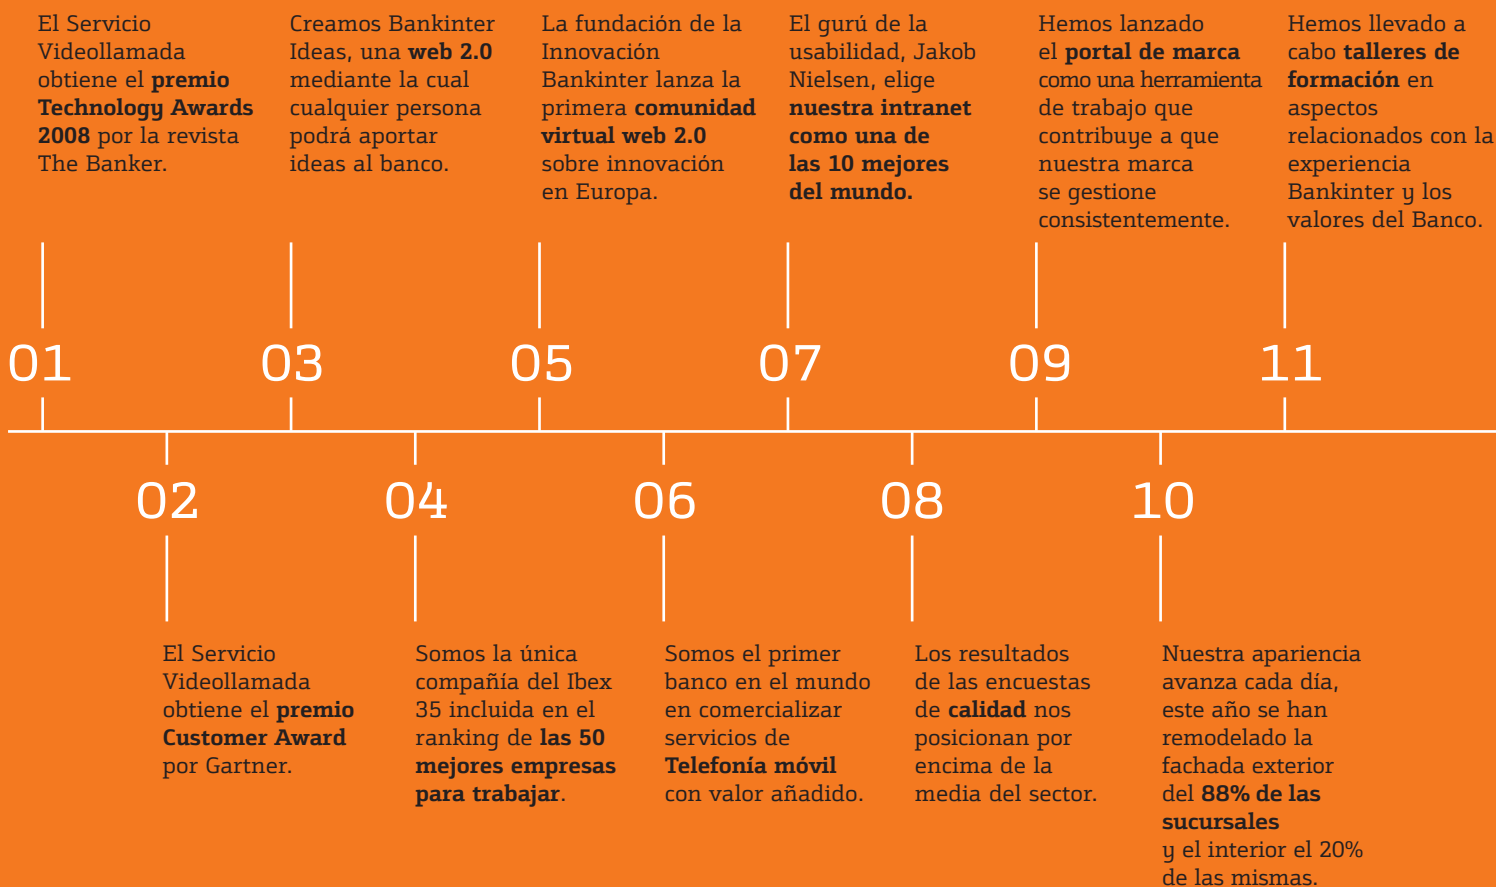 El Servicio
Videollamada
obtiene el premio
Technology Awards
2008 por la revista
The Banker.
01
El Servicio
Videollamada
obtiene el premio
Customer Award
por Gartner.
02
Creamos Bankinter
Ideas, una web 2.0
mediante la cual
cualquier persona
podrá aportar
ideas al banco.
03
Somos la única
compañía del Ibex
35 incluida en el
ranking de las 50
mejores empresas
para trabajar.
04
La fundación de la
Innovación
Bankinter lanza la
primera comunidad
virtual web 2.0
sobre innovación
en Europa.
05
Somos el primer
banco en el mundo
en comercializar
servicios de
Telefonía móvil
con valor añadido.
06
El gurú de la
usabilidad, Jakob
Nielsen, elige
nuestra intranet
como una de
las 10 mejores
del mundo.
07
Los resultados
de las encuestas
de calidad nos
posicionan por
encima de la
media del sector.
08
Hemos lanzado
el portal de marca
como una herramienta
de trabajo que
contribuye a que
nuestra marca
se gestione
consistentemente.
09
Nuestra apariencia
avanza cada día,
este año se han
remodelado la
fachada exterior
del 88% de las
sucursales
y el interior el 20%
de las mismas.
10
Hemos llevado a
cabo talleres de
formación en
aspectos
relacionados con la
experiencia
Bankinter y los
valores del Banco.
11